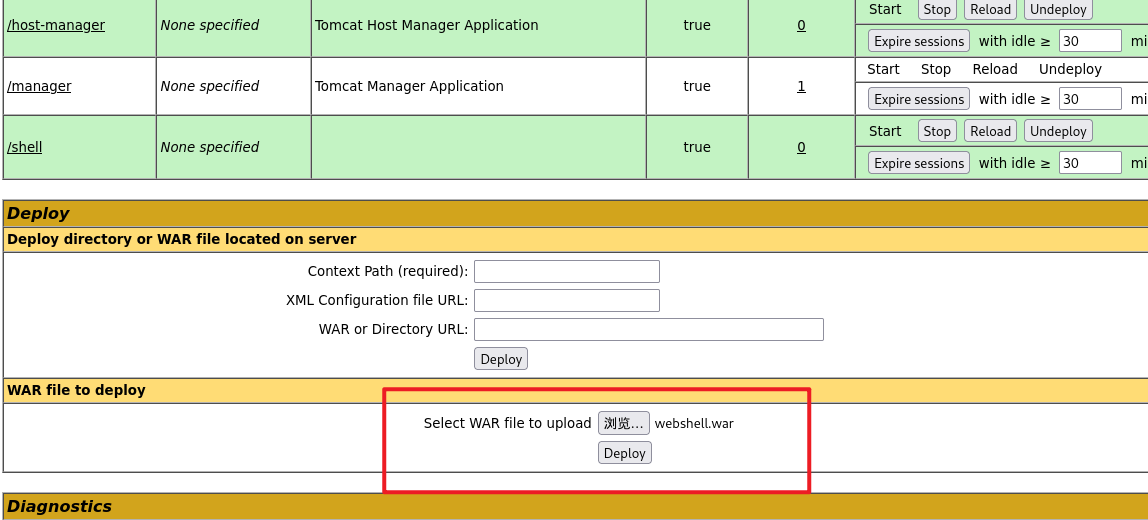 Start Stop Reload Undeploy
/host-manager None specified Tomcat Host Manager Application true 0
Expire sessions with idle ≥ 30 mi
Start Stop Reload Undeploy
/manager None specified Tomcat Manager Application true 1
Expire sessions with idle ≥ 30 mi
Start Stop Reload Undeploy
/shell None specified true 0
Expire sessions with idle ≥ 30 mi
Deploy
Deploy directory or WAR file located on server
Context Path (required):
XML Configuration file URL:
WAR or Directory URL:
Deploy
WAR file to deploy
Select WAR file to upload 浏览... webshell.war
Deploy
Diagnostics